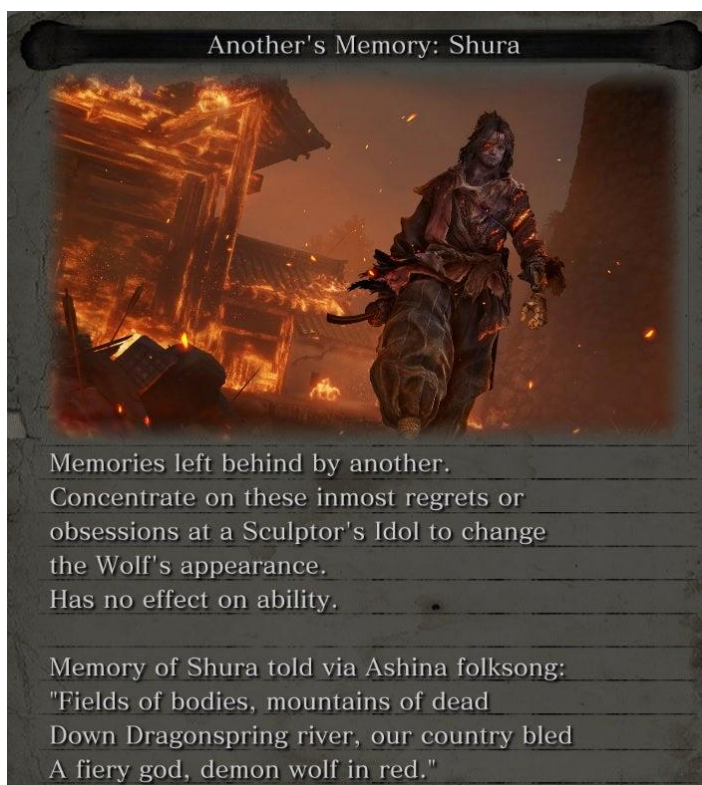 Another's Memory: Shura
Memories left behind by another.
Concentrate on these inmost regrets or
obsessions at a Sculptor's Idol to change
the Wolf's appearance.
Has no effect on ability.
Memory of Shura told via Ashina folksong:
"Fields of bodies, mountains of dead
Down Dragonspring river, our country bled
A fiery god, demon wolf in red."